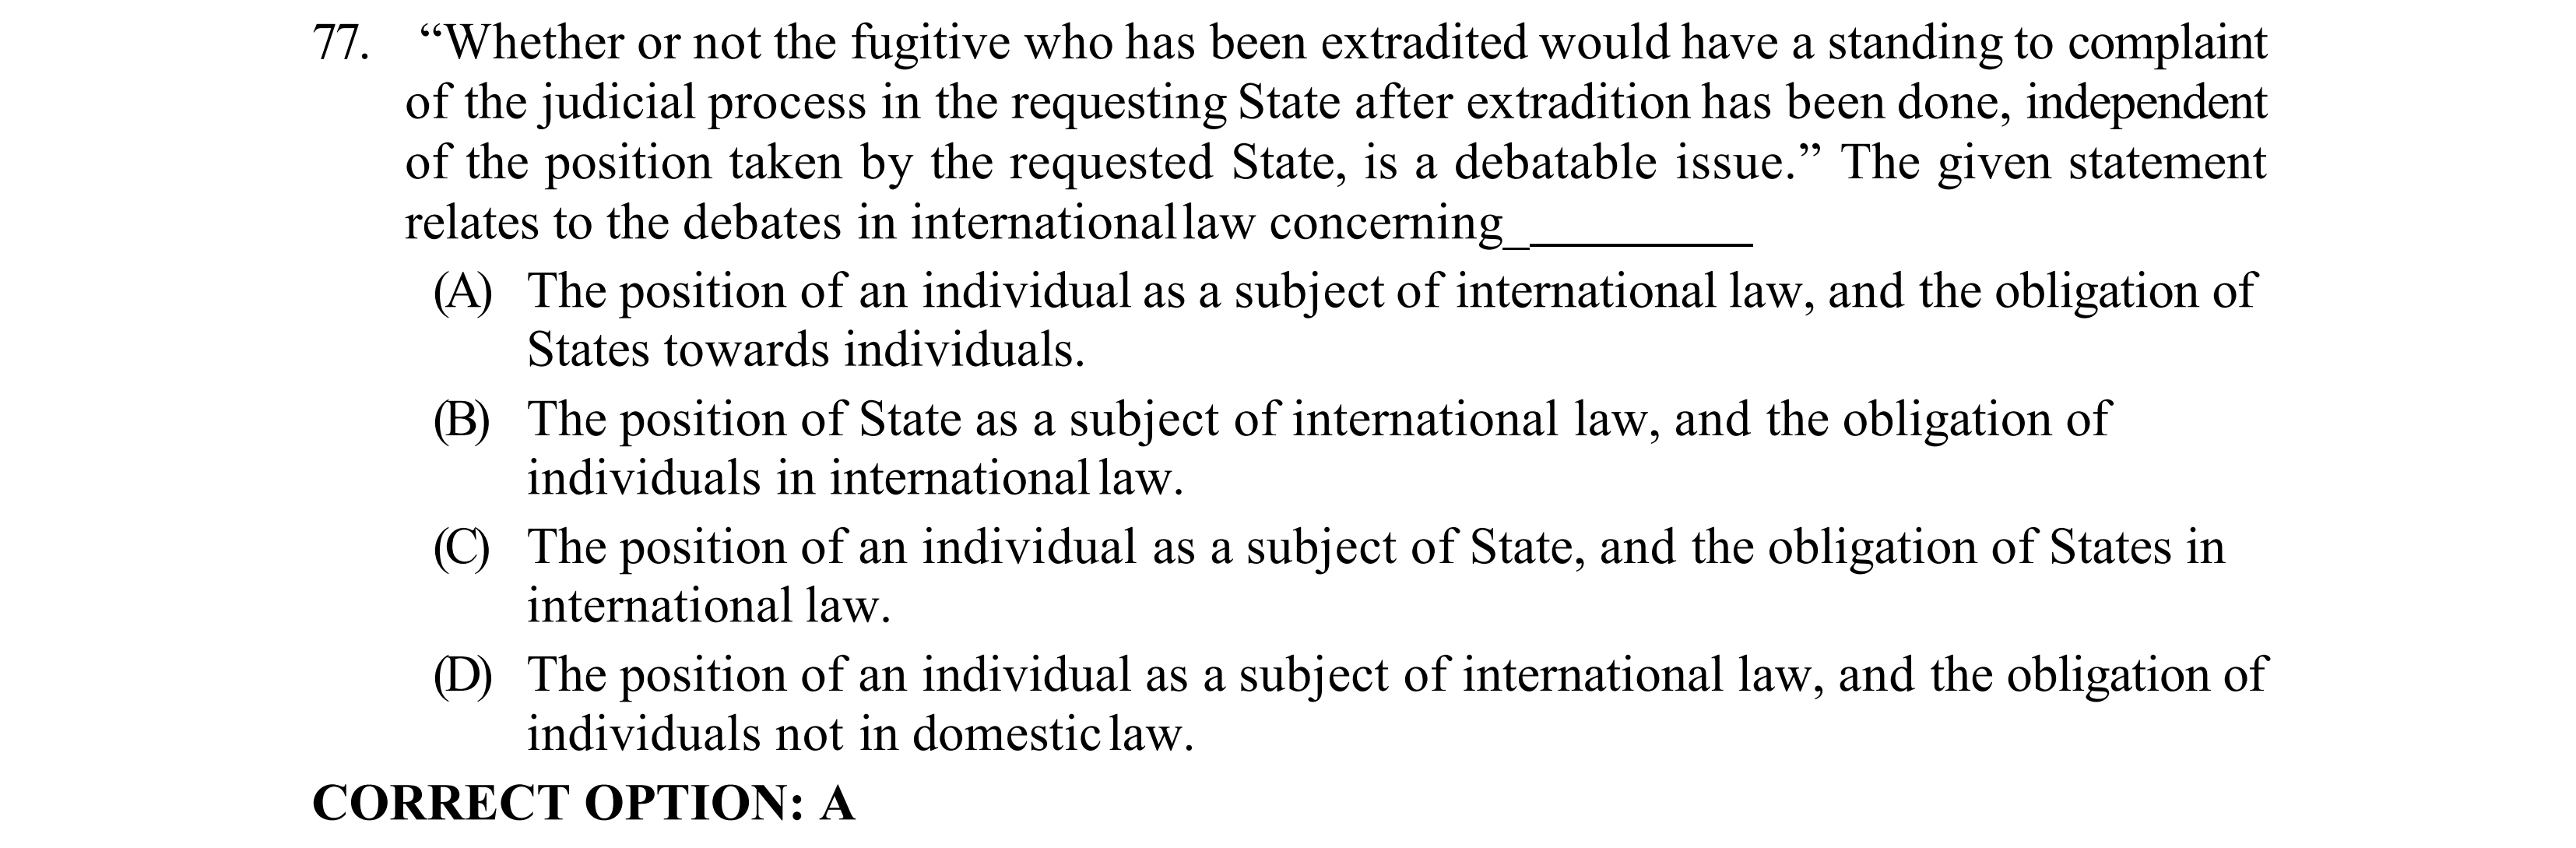 77. “Whether or not the fugitive who has been extradited would have a standing to complaint
of the judicial process in the requesting State after extradition has been done, independent
of the position taken by the requested State, is a debatable issue.” The given statement
relates to the debates in international law concerning__________
(A) The position of an individual as a subject of international law, and the obligation of
States towards individuals.
(B) The position of State as a subject of international law, and the obligation of
individuals in international law.
(C) The position of an individual as a subject of State, and the obligation of States in
international law.
(D) The position of an individual as a subject of international law, and the obligation of
individuals not in domestic law.
CORRECT OPTION: A